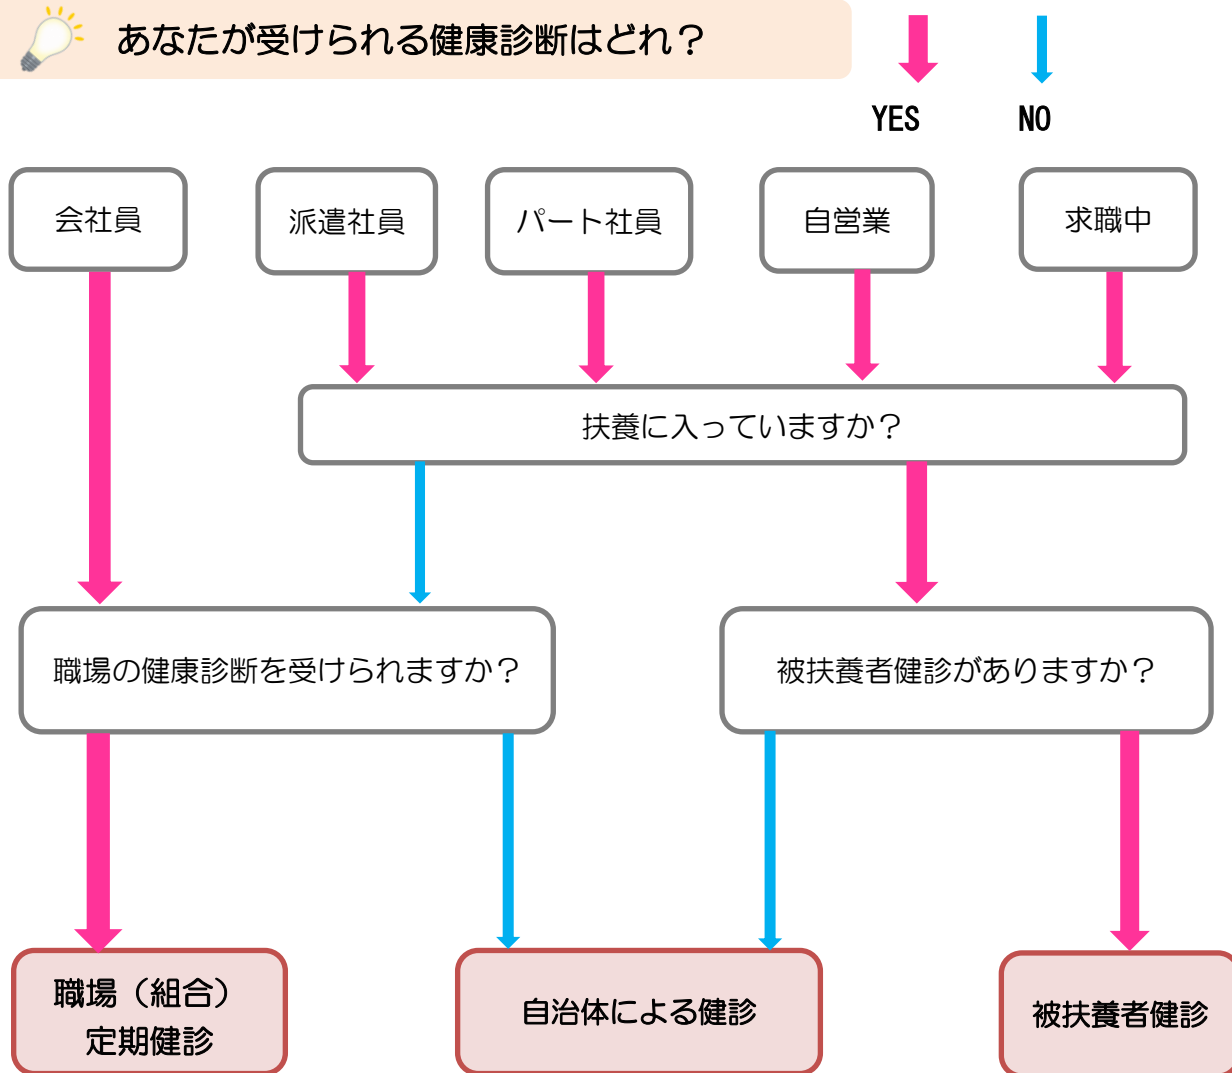 あなたが受けられる健康診断はどれ？
YES
NO
会社員
派遣社員
パート社員
自営業
求職中
扶養に入っていますか？
職場の健康診断を受けられますか？
被扶養者健診がありますか？
職場（組合）
定期健診
自治体による健診
被扶養者健診